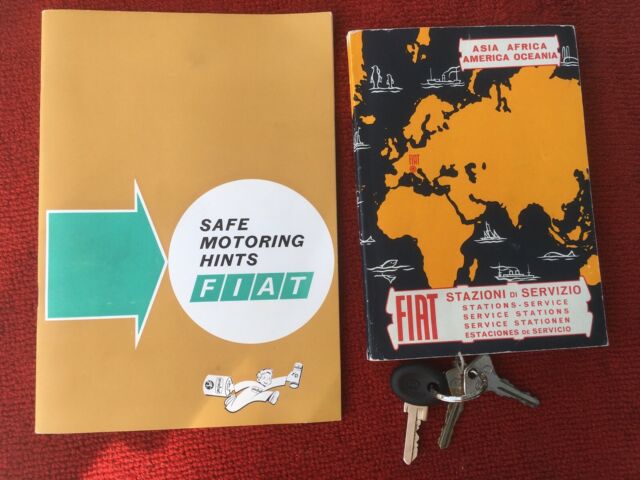 SAFE
MOTORING
HINTS
FIAT
ASIA AFRICA
AMERICA OCEANIA
FIAT
FIAT
STAZIONI DI SERVIZIO
STATIONS-SERVICE
SERVICE STATIONS
SERVICE STATIONEN
ESTACIONES DE SERVICIO